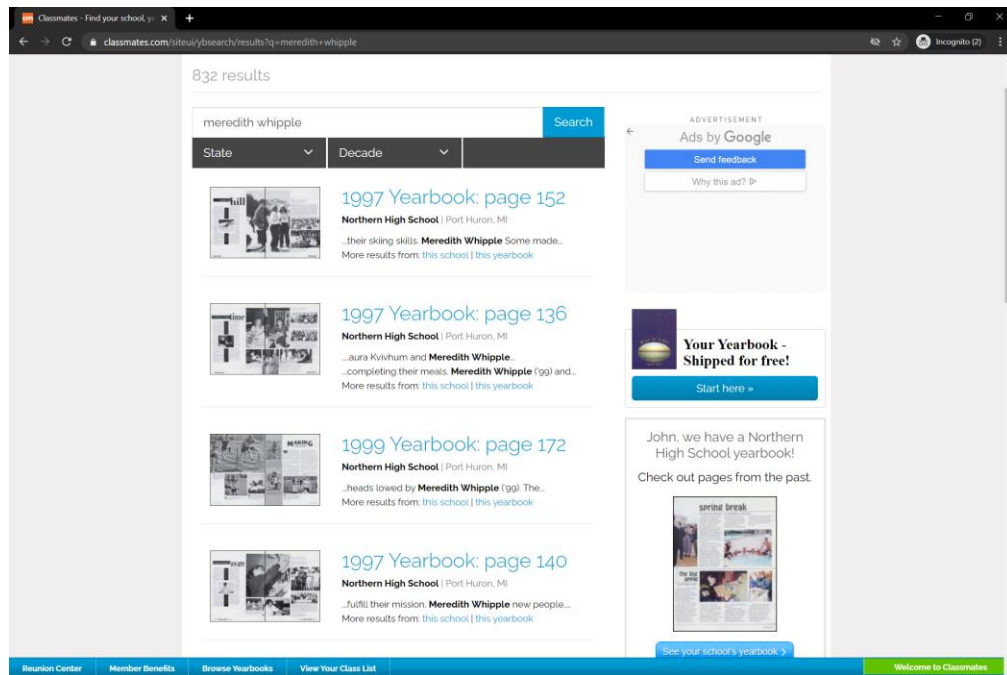 Classmates - Find your school, y
Incognito (2)
classmates.com/siteui/ybsearch/results?q=meredith+whipple
832 results
meredith whipple
Search
State
Decade
hill
1997 Yearbook: page 152
Northern High School | Port Huron, MI
...their skiing skills. Meredith Whipple Some made...
More results from: this school | this yearbook
time
1997 Yearbook: page 136
Northern High School | Port Huron, MI
...aura Kvivhum and Meredith Whipple...
...completing their meals. Meredith Whipple ('99) and...
More results from: this school | this yearbook
MAKING
1999 Yearbook: page 172
Northern High School | Port Huron, MI
...heads lowed by Meredith Whipple ('99). The...
More results from: this school | this yearbook
1997 Yearbook: page 140
Northern High School | Port Huron, MI
...fulfill their mission. Meredith Whipple new people....
More results from: this school | this yearbook
ADVERTISEMENT
Ads by Google
Send feedback
Why this ad?
Your Yearbook -
Shipped for free!
Start here »
John, we have a Northern
High School yearbook!
Check out pages from the past.
spring break
the big
See your school's yearbook >
Reunion Center
Member Benefits
Browse Yearbooks
View Your Class List
Welcome to Classmates